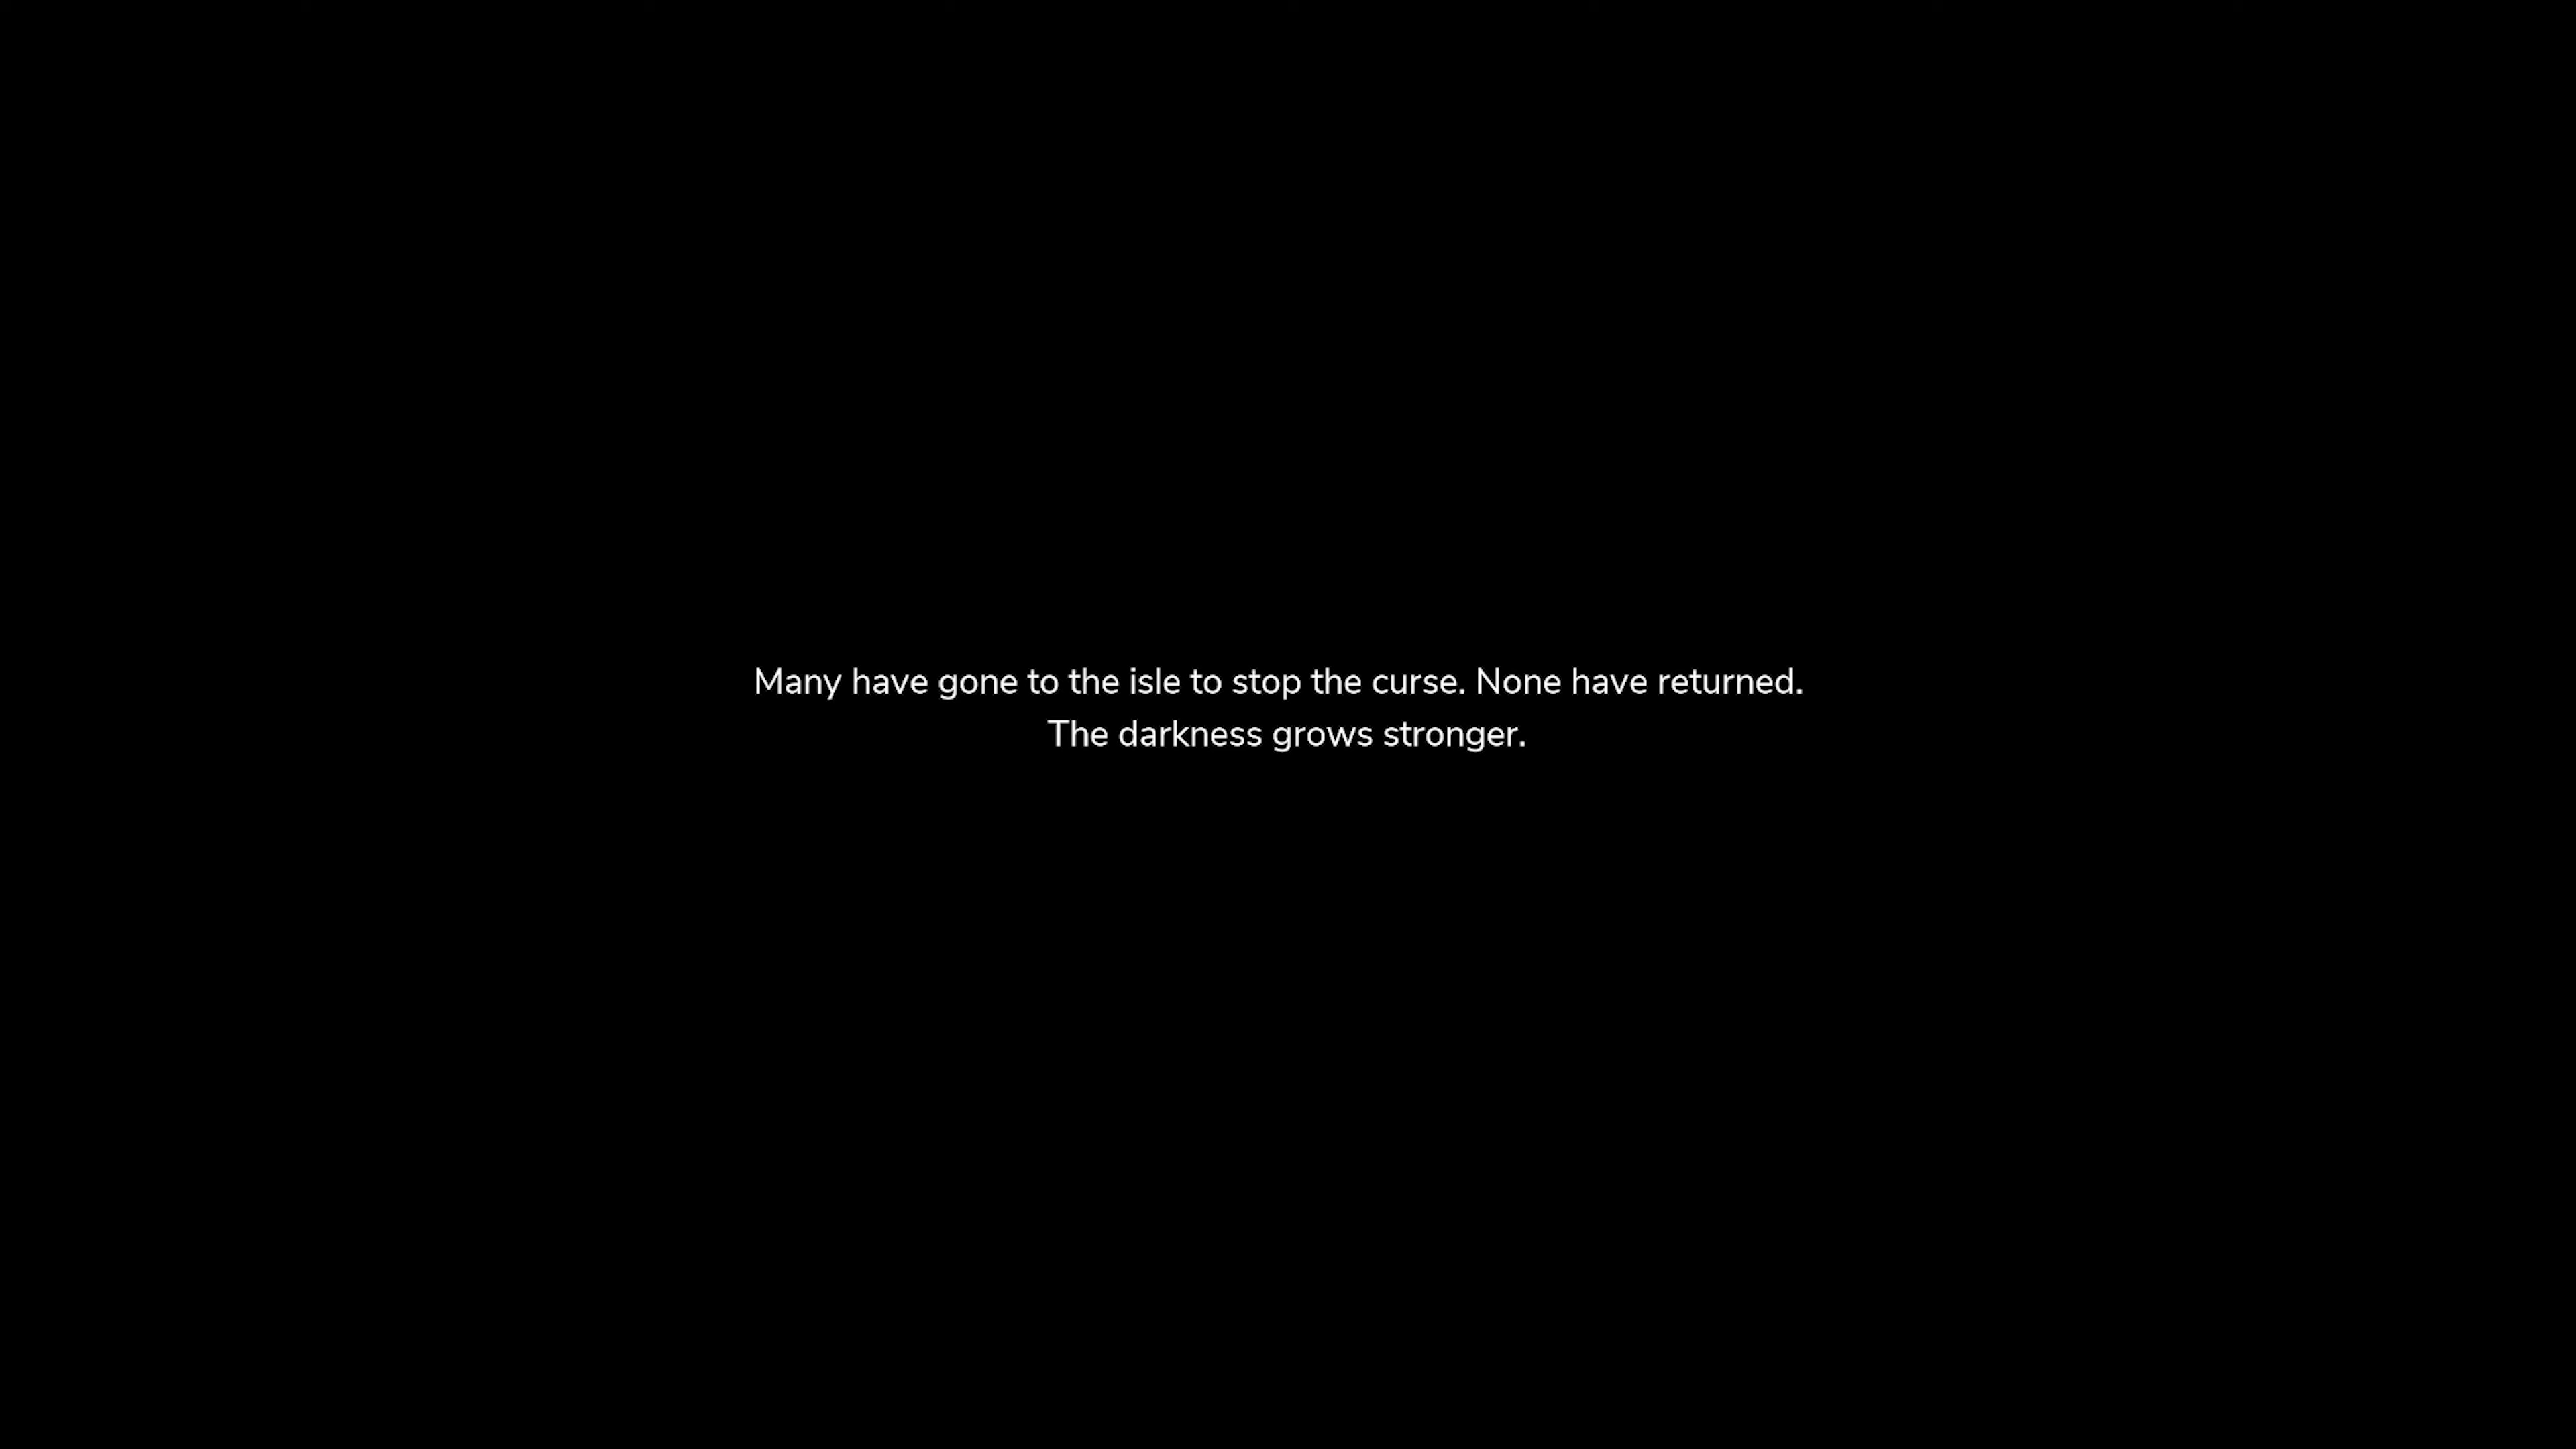 Many have gone to the isle to stop the curse. None have returned.
The darkness grows stronger.